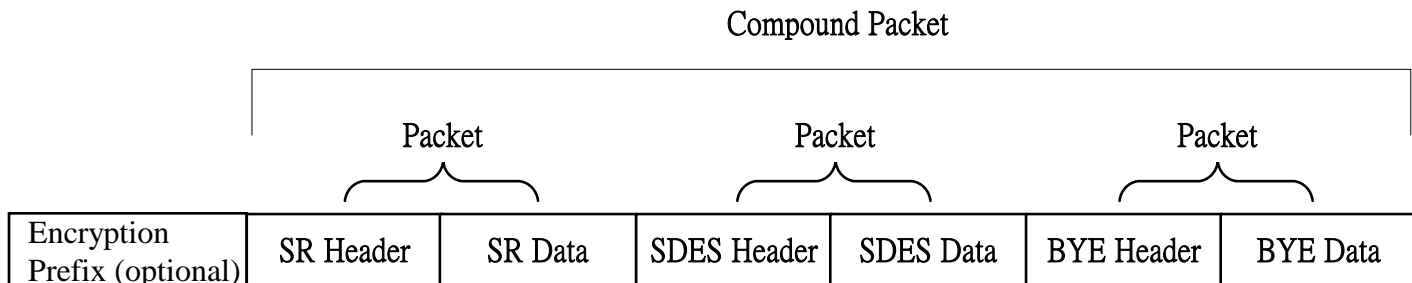 Compound Packet
Packet Packet Packet
Encryption
Prefix (optional)
SR Header SR Data SDES Header SDES Data BYE Header BYE Data